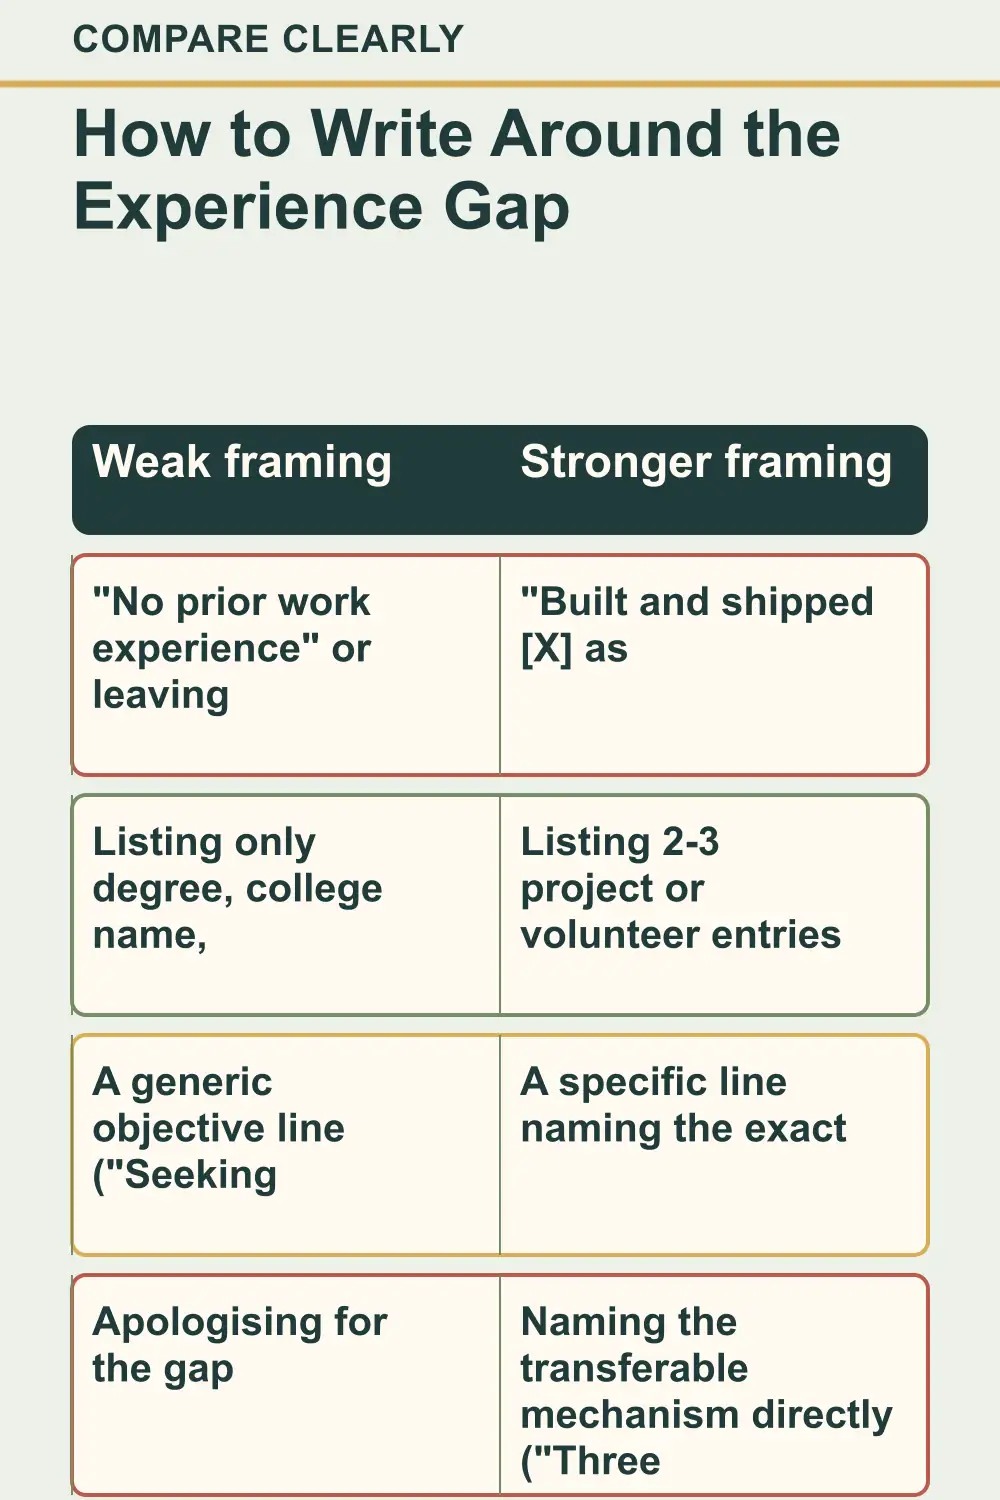 COMPARE CLEARLY
How to Write Around the
Experience Gap
Weak framing
Stronger framing
"No prior work
experience" or
leaving
"Built and shipped
[X] as
Listing only
degree, college
name,
Listing 2-3
project or
volunteer entries
A generic
objective line
("Seeking
A specific line
naming the exact
Apologising for
the gap
Naming the
transferable
mechanism directly
("Three